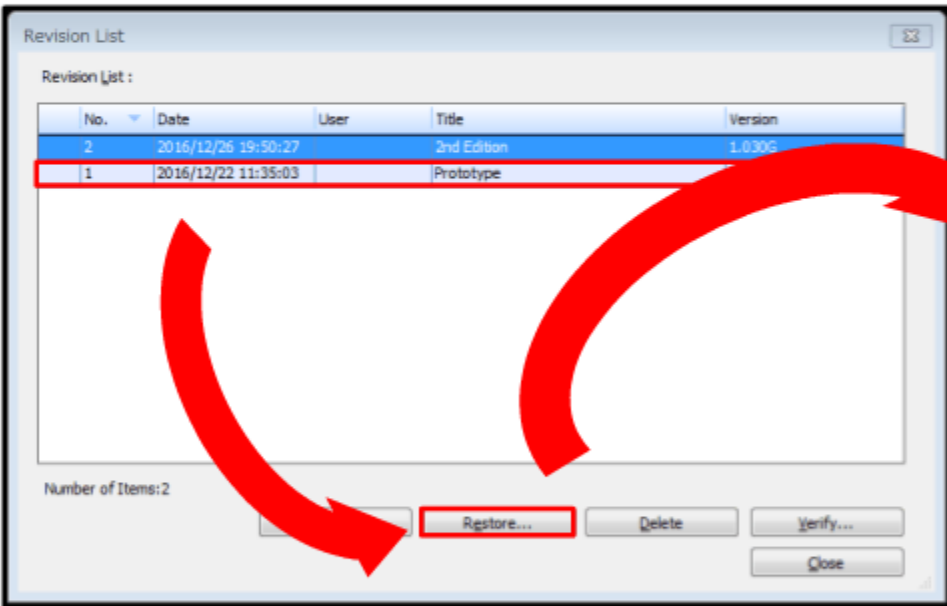 Revision List
Revision List :
No. Date User Title Version
2 2016/12/26 19:50:27 2nd Edition 1.030G
1 2016/12/22 11:35:03 Prototype
Number of Items:2
Restore... Delete Verify...
Close